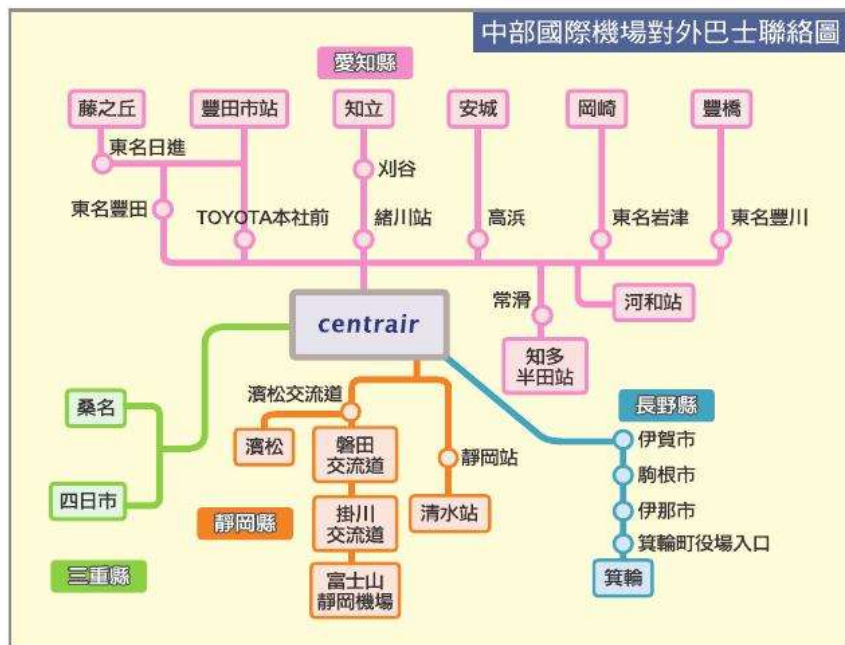 中部國際機場對外巴士聯絡圖
愛知縣
藤之丘
豐田市站
知立
安城
岡崎
豐橋
東名日進
刈谷
東名豐田
TOYOTA本社前
緒川站
高浜
東名岩津
東名豐川
centrair
常滑
河和站
知多
半田站
桑名
四日市
三重縣
濱松交流道
濱松
磐田
交流道
掛川
交流道
富士山
靜岡機場
靜岡縣
靜岡站
清水站
長野縣
伊賀市
駒根市
伊那市
箕輪町役場入口
箕輪